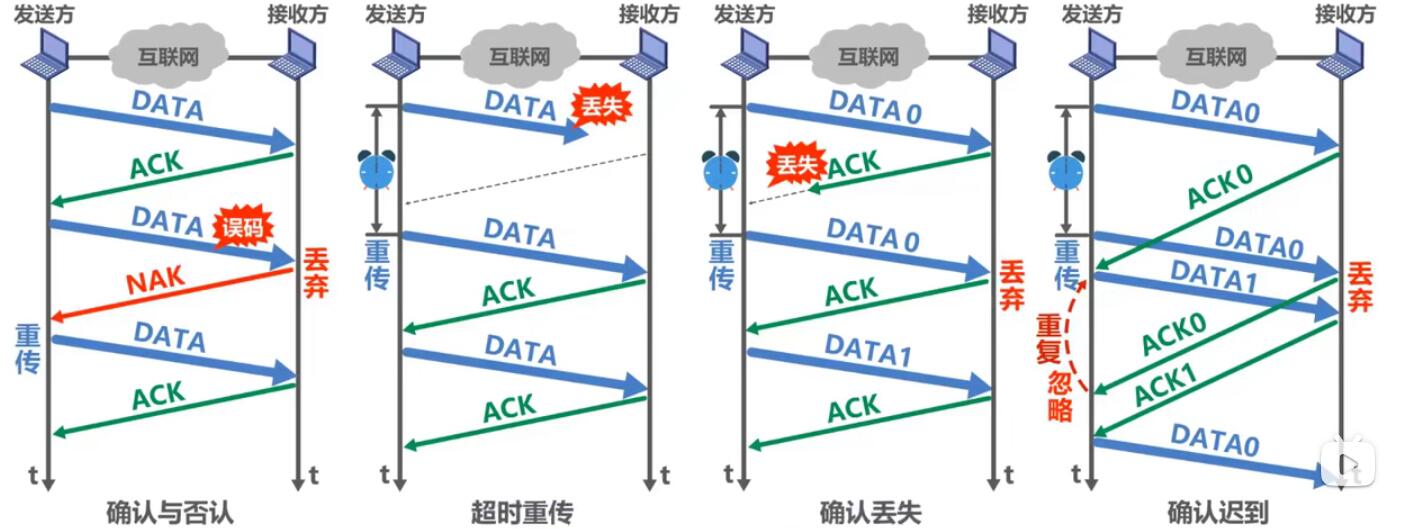 发送方
接收方
互联网
DATA
ACK
DATA
误码
丢弃
NAK
重传
DATA
ACK
t
t
确认与否认
发送方
接收方
互联网
DATA
丢失
重传
DATA
ACK
DATA
ACK
t
t
超时重传
发送方
接收方
互联网
DATA 0
丢失
ACK
重传
DATA 0
丢弃
ACK
DATA1
ACK
t
t
确认丢失
发送方
接收方
互联网
DATA0
ACK0
重传
DATA0
丢弃
DATA1
重复
忽略
ACK0
ACK1
DATA0
t
t
确认迟到